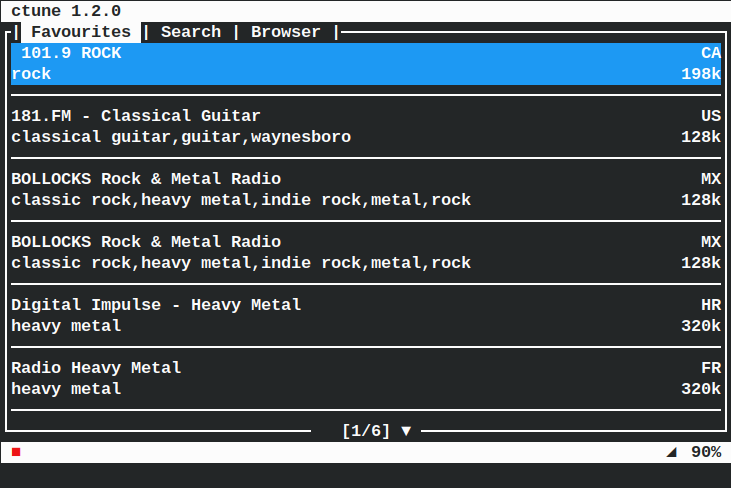 ctune 1.2.0
| Favourites | Search | Browser |
101.9 ROCK CA
rock 198k
181.FM - Classical Guitar US
classical guitar,guitar,waynesboro 128k
BOLLOCKS Rock & Metal Radio MX
classic rock,heavy metal,indie rock,metal,rock 128k
BOLLOCKS Rock & Metal Radio MX
classic rock,heavy metal,indie rock,metal,rock 128k
Digital Impulse - Heavy Metal HR
heavy metal 320k
Radio Heavy Metal FR
heavy metal 320k
[1/6] ▼
90%